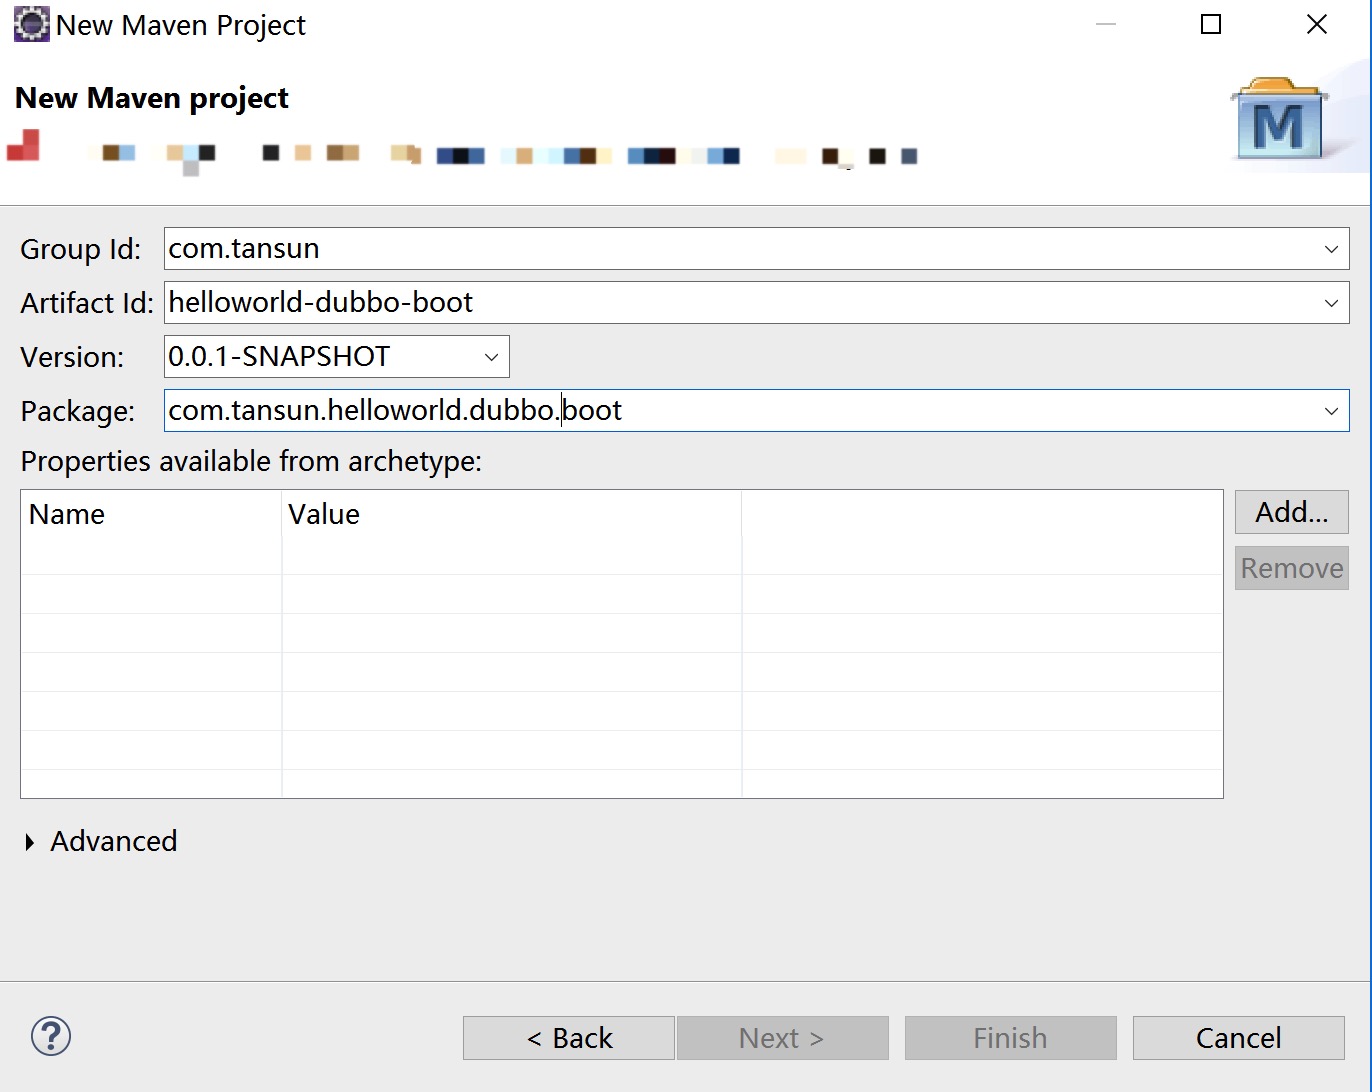 New Maven Project
New Maven project
Group Id: com.tansun
Artifact Id: helloworld-dubbo-boot
Version: 0.0.1-SNAPSHOT
Package: com.tansun.helloworld.dubbo.boot
Properties available from archetype:
Name Value
Add...
Remove
Advanced
< Back Next > Finish Cancel